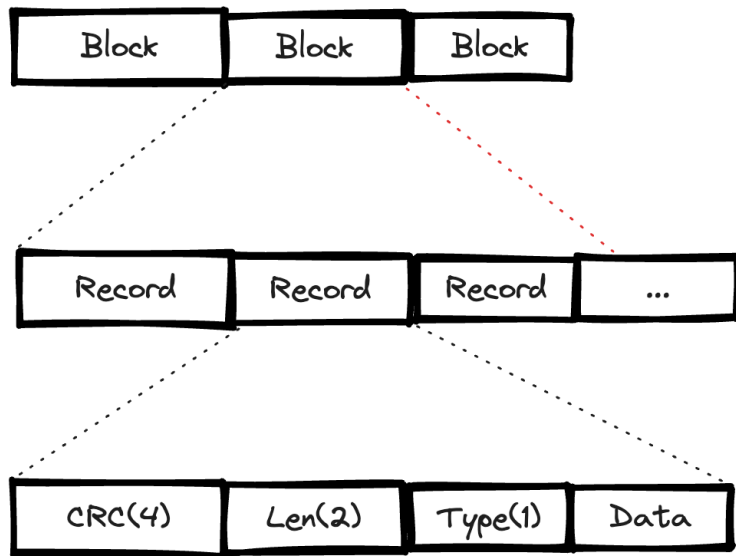 Block Block Block
Record Record Record ...
CRC(4) Len(2) Type(1) Data